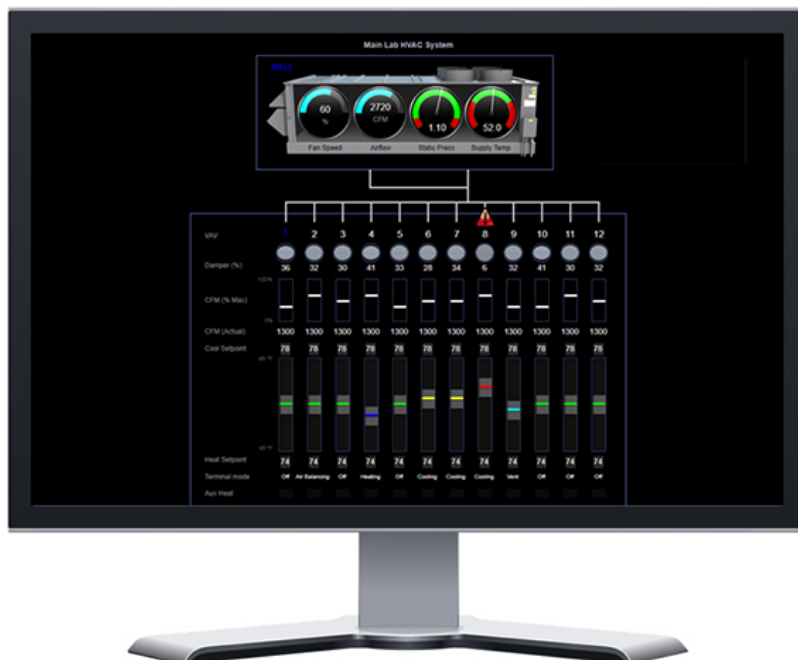 Main Lab HVAC System
60 2720 1.10 52.0
% CFM
Fan Speed Airflow Static Press Supply Temp
VAV 1 2 3 4 5 6 7 8 9 10 11 12
Damper (%) 36 32 30 41 33 28 34 6 32 41 30 32
100%
CFM (% Max)
0%
CFM (Actual) 1300 1300 1300 1300 1300 1300 1300 1300 1300 1300 1300 1300
Cool Setpoint 78 78 78 78 78 78 78 78 78 78 78 78
Heat Setpoint 74 74 74 74 74 74 74 74 74 74 74 74
Terminal mode Off Air Balancing Off Heating Off Cooling Cooling Cooling Vent Off Off Off
Aux Heat